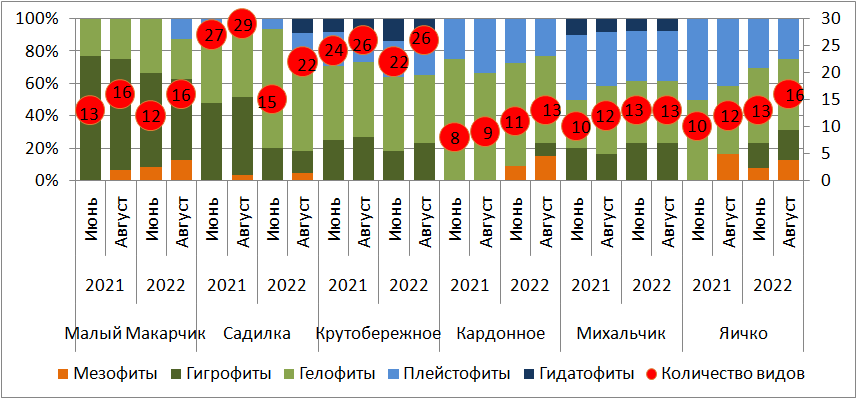 100% 30
80% 25
60% 20
40% 15
20% 10
5
0% 0
13 16 12 16 27 29 15 22 24 26 22 26 8 9 11 13 10 12 13 13 10 12 13 16
Июнь Август Июнь Август Июнь Август Июнь Август Июнь Август Июнь Август Июнь Август Июнь Август Июнь Август Июнь Август Июнь Август Июнь Август
2021 2022 2021 2022 2021 2022 2021 2022 2021 2022 2021 2022
Малый Макарчик Садилка Крутобережное Кардонное Михальчик Яичко
Мезофиты Гигрофиты Гелофиты Плейстофиты Гидатофиты Количество видов